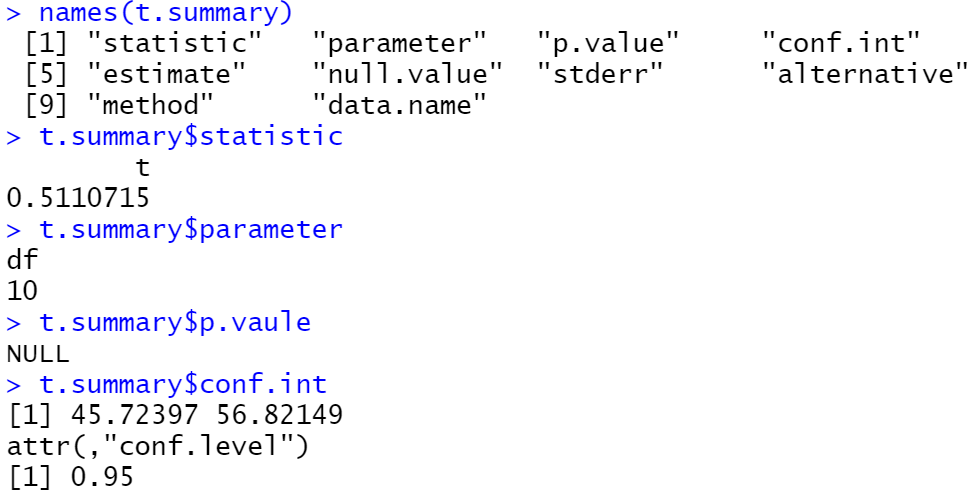 > names(t.summary)
 [1] "statistic"   "parameter"   "p.value"     "conf.int"
 [5] "estimate"    "null.value"  "stderr"      "alternative"
 [9] "method"      "data.name"
> t.summary$statistic
        t
0.5110715
> t.summary$parameter
df
10
> t.summary$p.vaule
NULL
> t.summary$conf.int
[1] 45.72397 56.82149
attr(,"conf.level")
[1] 0.95